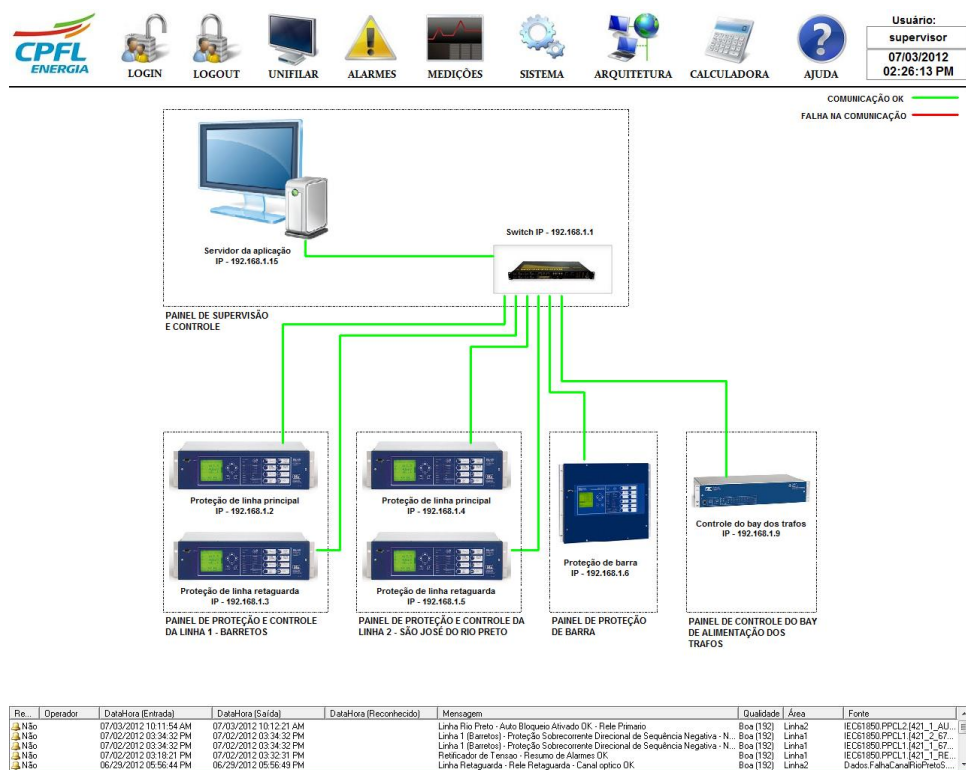 CPFL
ENERGIA
LOGIN
LOGOUT
UNIFILAR
ALARMES
MEDIÇÕES
SISTEMA
ARQUITETURA
CALCULADORA
AJUDA
Usuário:
supervisor
07/03/2012
02:26:13 PM
COMUNICAÇÃO OK
FALHA NA COMUNICAÇÃO
Servidor da aplicação
IP - 192.168.1.15
Switch IP - 192.168.1.1
PAINEL DE SUPERVISÃO
E CONTROLE
Proteção de linha principal
IP - 192.168.1.2
Proteção de linha retaguarda
IP - 192.168.1.3
PAINEL DE PROTEÇÃO E CONTROLE
DA LINHA 1 - BARRETOS
Proteção de linha principal
IP - 192.168.1.4
Proteção de linha retaguarda
IP - 192.168.1.5
PAINEL DE PROTEÇÃO E CONTROLE DA
LINHA 2 - SÃO JOSÉ DO RIO PRETO
Proteção de barra
IP - 192.168.1.6
PAINEL DE PROTEÇÃO
DE BARRA
Controle do bay dos trafos
IP - 192.168.1.9
PAINEL DE CONTROLE DO BAY
DE ALIMENTAÇÃO DOS
TRAFOS
Re... Operador DataHora (Entrada) DataHora (Saída) DataHora (Reconhecido) Mensagem Qualidade Área Fonte
Não 07/03/2012 10:11:54 AM 07/03/2012 10:12:21 AM Linha Rio Preto - Auto Bloqueio Ativado OK - Rele Primario Boa (192) Linha2 IEC61850.PPCL2.[421_1_AU...
Não 07/02/2012 03:34:32 PM 07/02/2012 03:34:32 PM Linha 1 (Barretos) - Proteção Sobrecorrente Direcional de Sequência Negativa - N... Boa (192) Linha1 IEC61850.PPCL1.[421_2_67...
Não 07/02/2012 03:34:32 PM 07/02/2012 03:34:32 PM Linha 1 (Barretos) - Proteção Sobrecorrente Direcional de Sequência Negativa - N... Boa (192) Linha1 IEC61850.PPCL1.[421_1_67...
Não 07/02/2012 03:18:21 PM 07/02/2012 03:32:31 PM Retificador de Tensao - Resumo de Alarmes OK Boa (192) Linha1 IEC61850.PPCL1.[421_1_RE...
Não 06/29/2012 05:56:44 PM 06/29/2012 05:56:49 PM Linha Retaguarda - Rele Retaguarda - Canal optico OK Boa (192) Linha2 Dados.FalhaCanalRioPretoS....